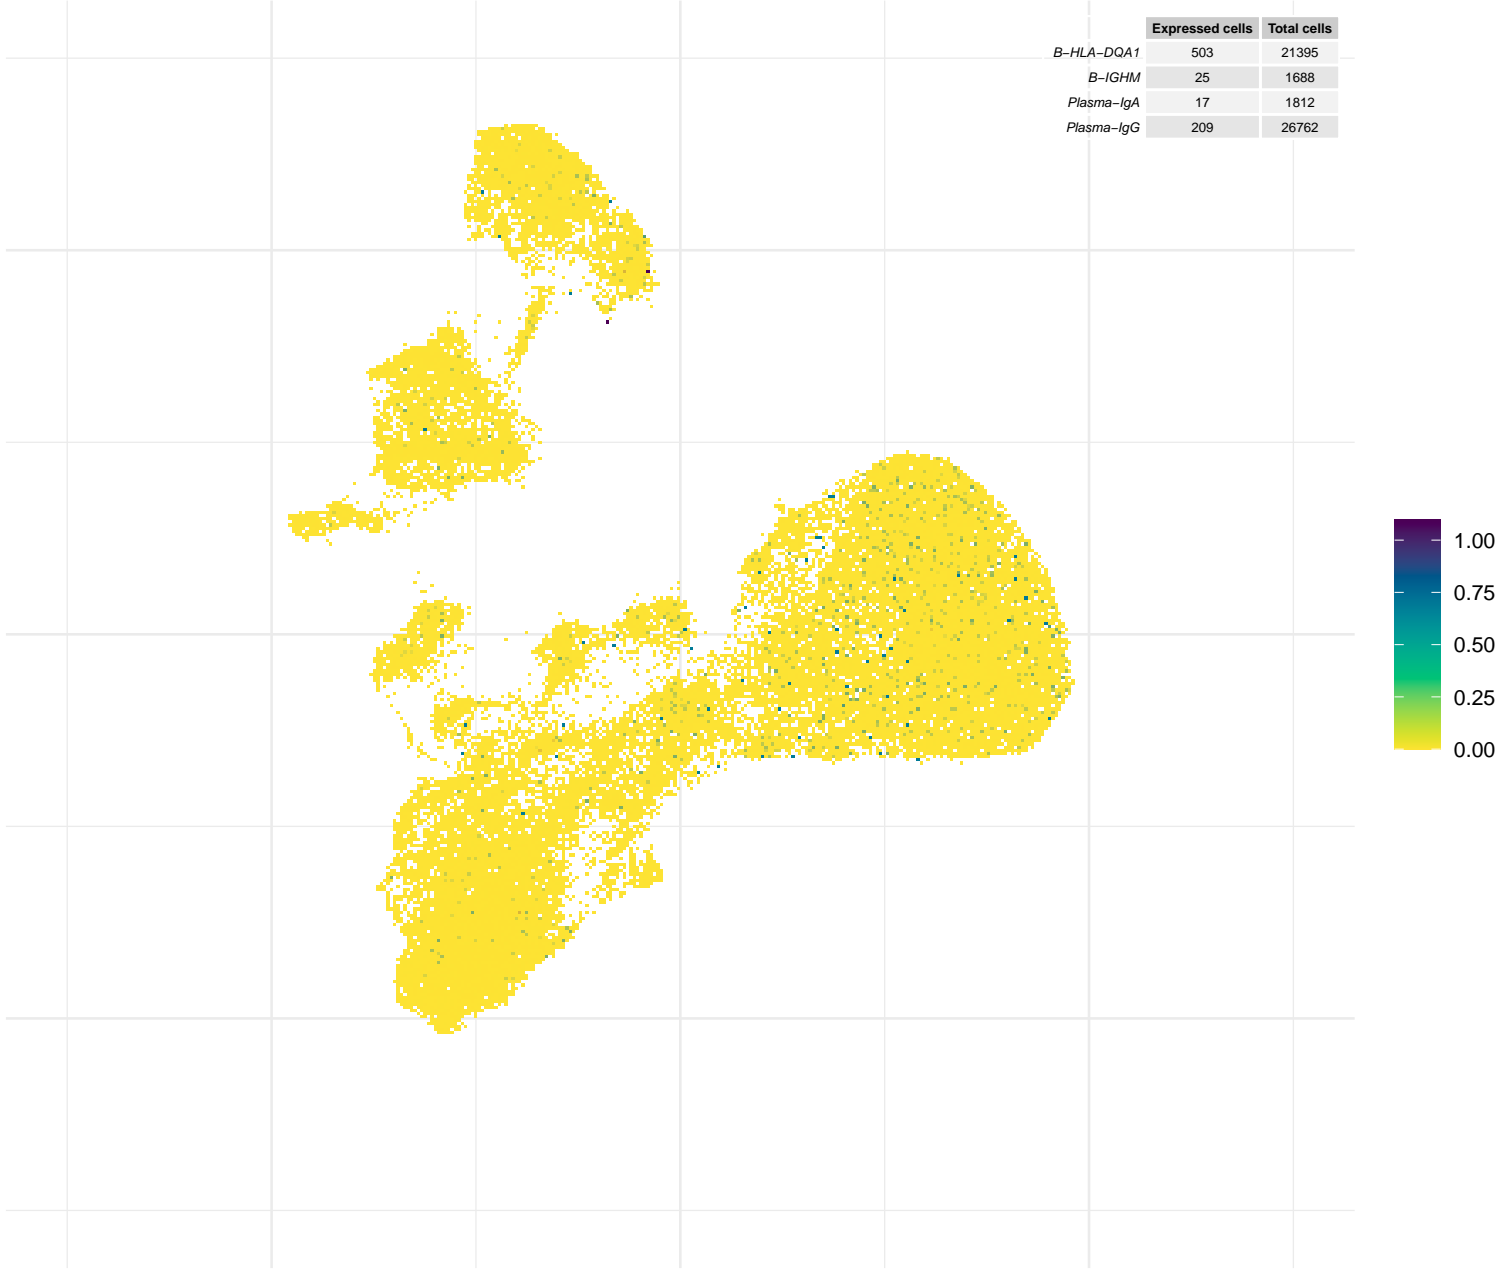 Expressed cells Total cells
B−HLA−DQA1 503 21395
B−IGHM 25 1688
Plasma−IgA 17 1812
Plasma−IgG 209 26762
1.00
0.75
0.50
0.25
0.00